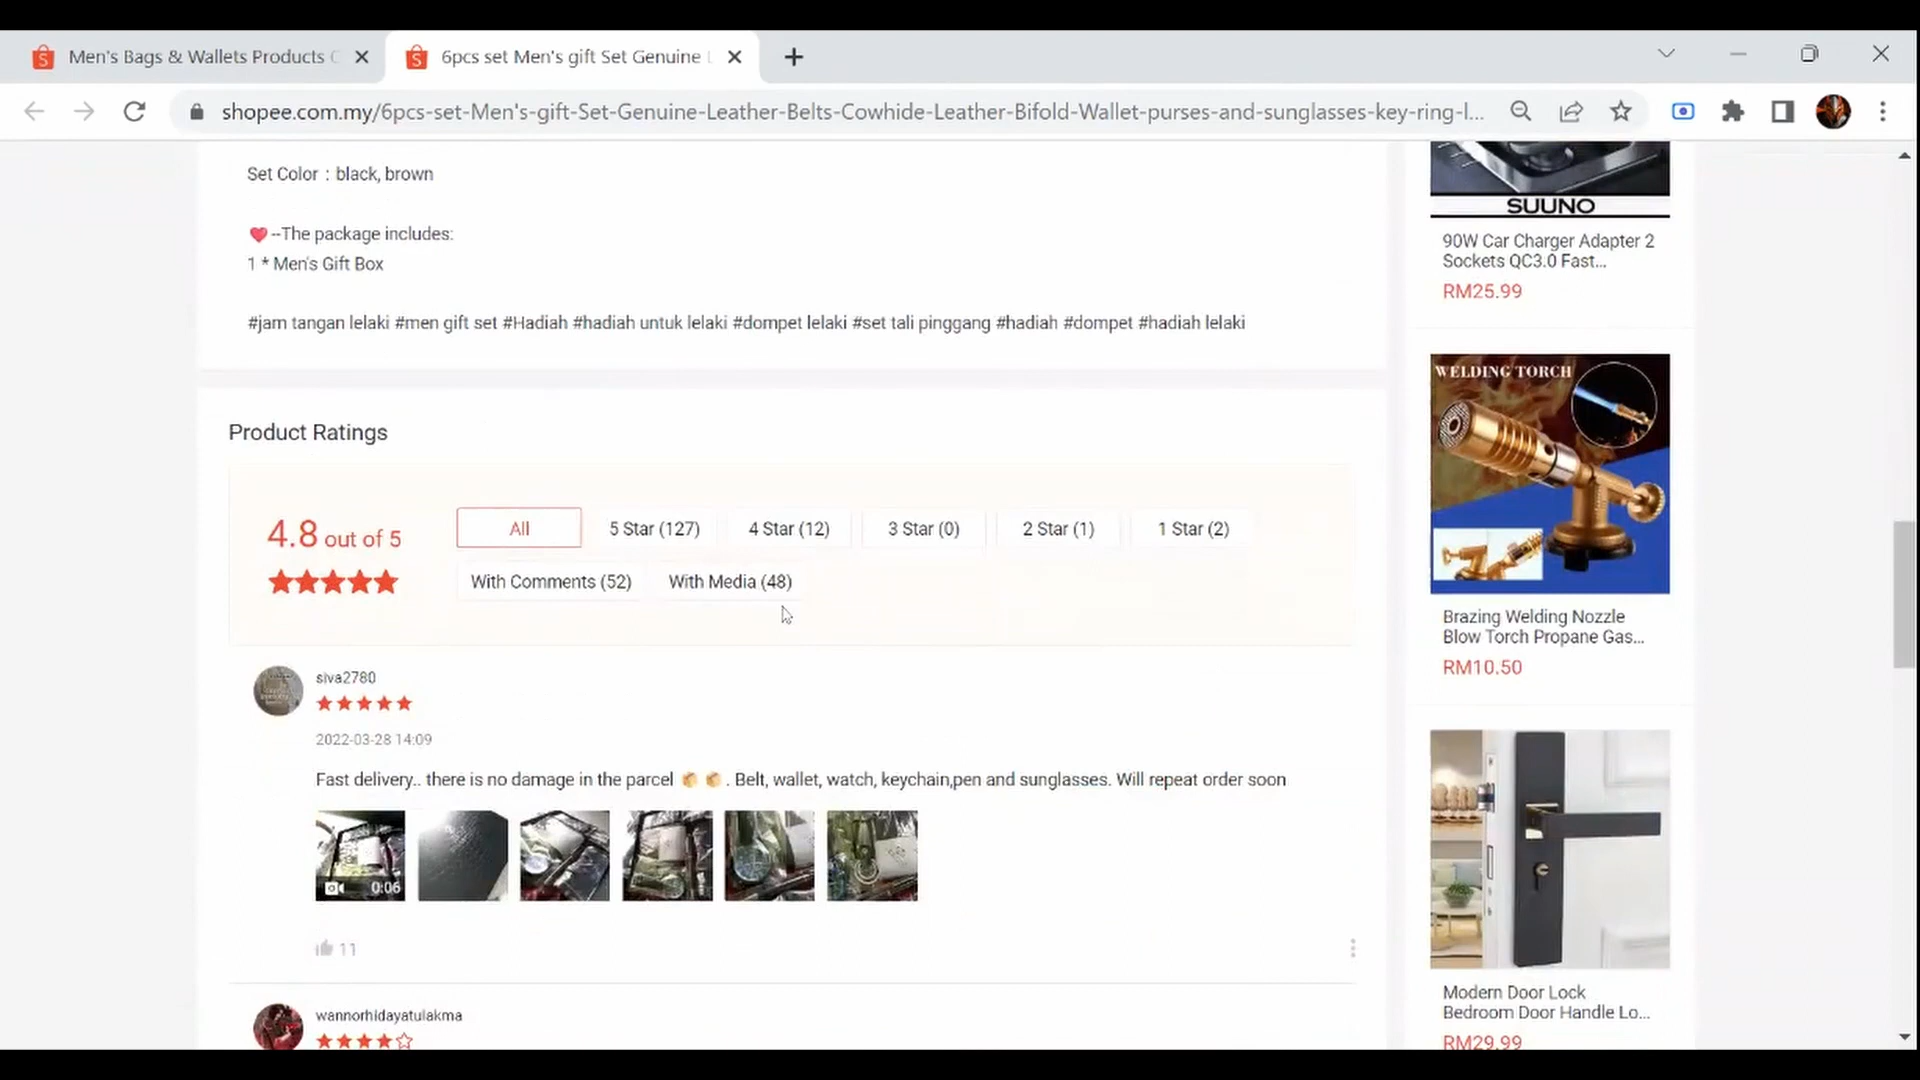 Men's Bags & Wallets Products
6pcs set Men's gift Set Genuine
shopee.com.my/6pcs-set-Men's-gift-Set-Genuine-Leather-Belts-Cowhide-Leather-Bifold-Wallet-purses-and-sunglasses-key-ring-l...
Set Color : black, brown
--The package includes:
1 * Men's Gift Box
#jam tangan lelaki #men gift set #Hadiah #hadiah untuk lelaki #dompet lelaki #set tali pinggang #hadiah #dompet #hadiah lelaki
Product Ratings
4.8 out of 5
All
5 Star (127)
4 Star (12)
3 Star (0)
2 Star (1)
1 Star (2)
With Comments (52)
With Media (48)
siva2780
2022-03-28 14:09
Fast delivery.. there is no damage in the parcel 📦 📦 . Belt, wallet, watch, keychain,pen and sunglasses. Will repeat order soon
0:06
11
wannorhidayatulakma
SUUNO
90W Car Charger Adapter 2
Sockets QC3.0 Fast...
RM25.99
WELDING TORCH
Brazing Welding Nozzle
Blow Torch Propane Gas...
RM10.50
Modern Door Lock
Bedroom Door Handle Lo...
RM29.99